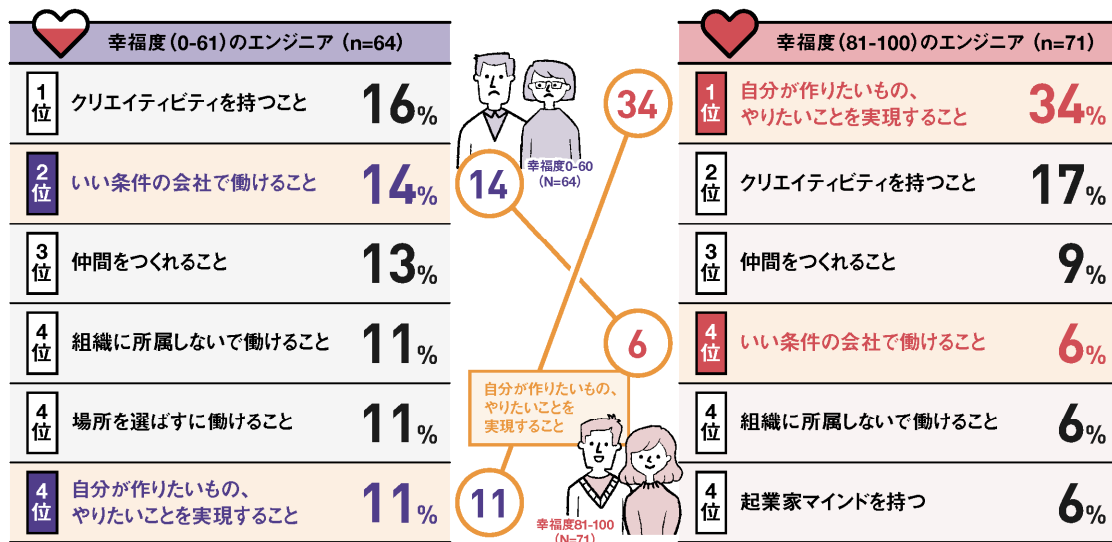 幸福度（0-61）のエンジニア（n=64）
1位
クリエイティビティを持つこと
16%
2位
いい条件の会社で働けること
14%
3位
仲間をつくれること
13%
4位
組織に所属しないで働けること
11%
4位
場所を選ばすに働けること
11%
4位
自分が作りたいもの、
やりたいことを実現すること
11%
幸福度0-60
（N=64）
34
14
6
自分が作りたいもの、
やりたいことを
実現すること
11
幸福度81-100
（N=71）
幸福度（81-100）のエンジニア（n=71）
1位
自分が作りたいもの、
やりたいことを実現すること
34%
2位
クリエイティビティを持つこと
17%
3位
仲間をつくれること
9%
4位
いい条件の会社で働けること
6%
4位
組織に所属しないで働けること
6%
4位
起業家マインドを持つ
6%